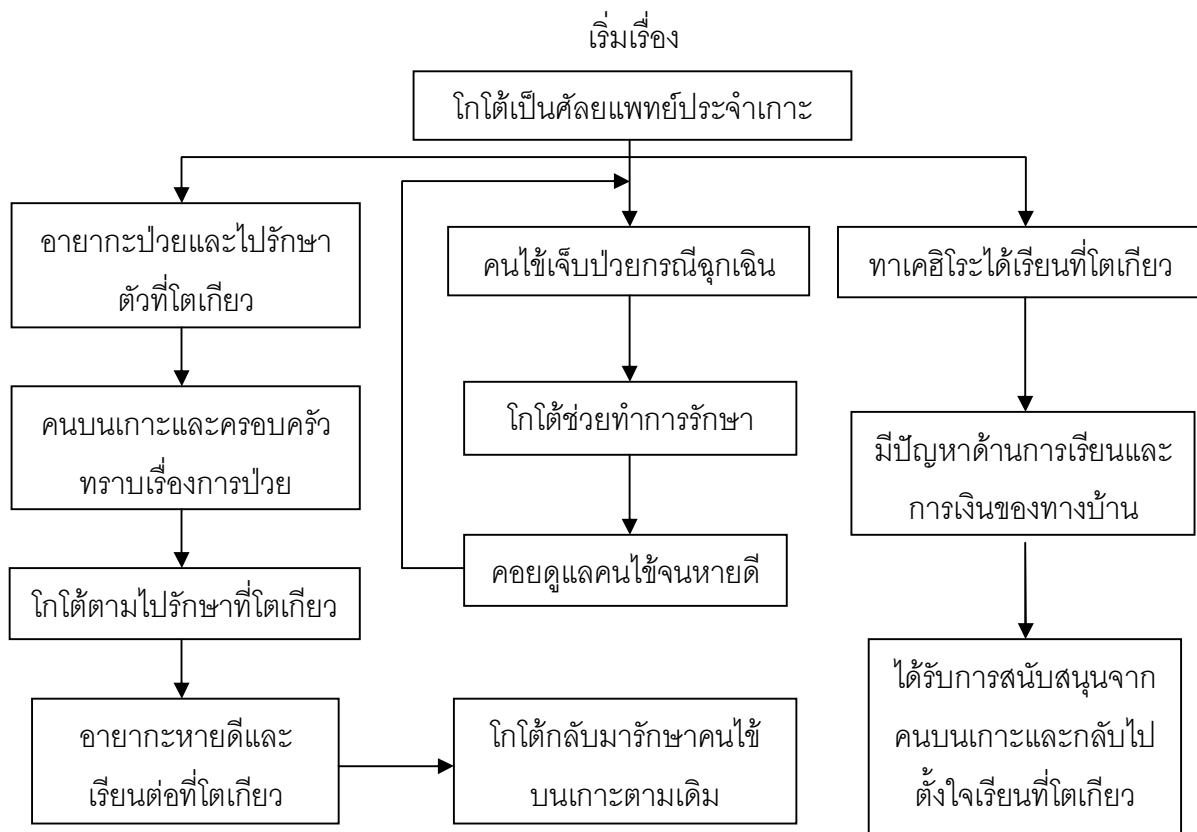 เริ่มเรื่อง
โกโต้เป็นศัลยแพทย์ประจำเกาะ
อายากะป่วยและไปรักษา
ตัวที่โตเกียว
คนบนเกาะและครอบครัว
ทราบเรื่องการป่วย
โกโต้ตามไปรักษาที่โตเกียว
อายากะหายดีและ
เรียนต่อที่โตเกียว
โกโต้กลับมารักษาคนไข้
บนเกาะตามเดิม
คนไข้เจ็บป่วยกรณีฉุกเฉิน
โกโต้ช่วยทำการรักษา
คอยดูแลคนไข้จนหายดี
ทาเคฮิโระได้เรียนที่โตเกียว
มีปัญหาด้านการเรียนและ
การเงินของทางบ้าน
ได้รับการสนับสนุนจาก
คนบนเกาะและกลับไป
ตั้งใจเรียนที่โตเกียว